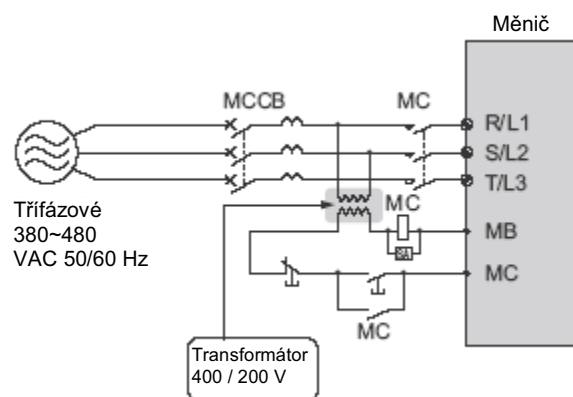 Měnič
MCCB
MC
R/L1
S/L2
T/L3
Třífázové
380~480
VAC 50/60 Hz
MC
MB
SA
MC
MC
Transformátor
400 / 200 V